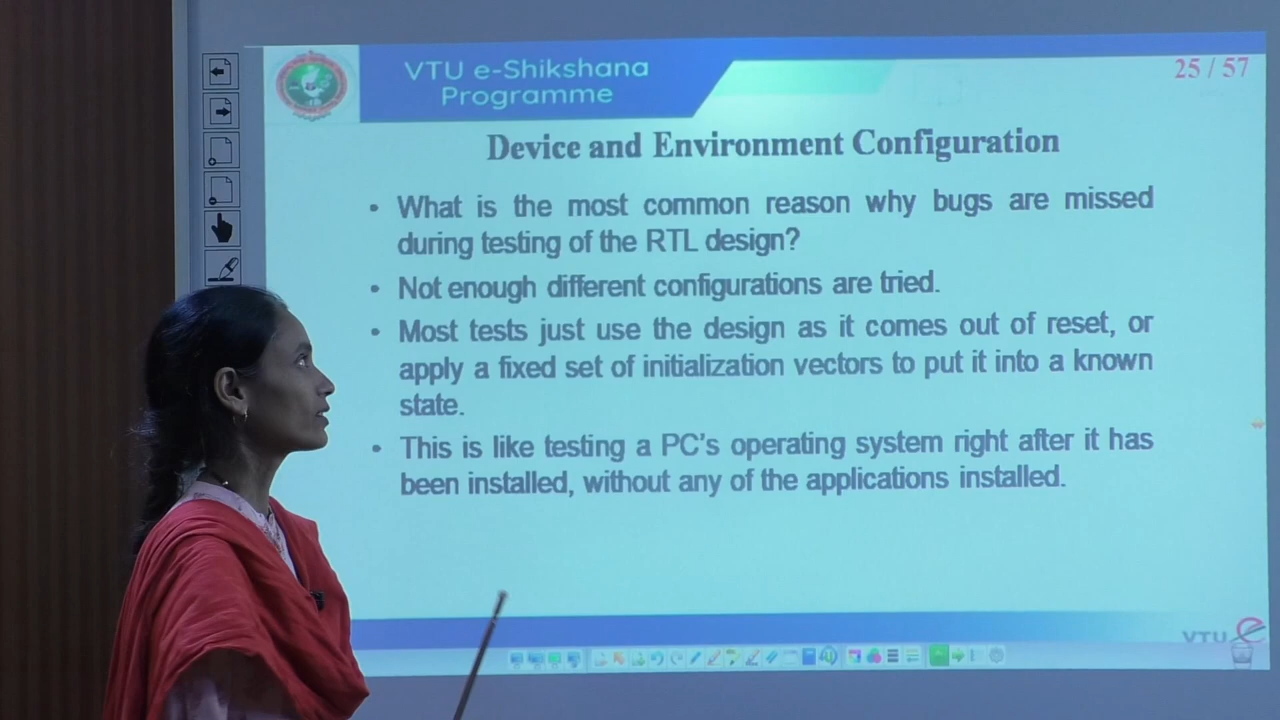 VTU e-Shikshana
Programme
25 / 57
Device and Environment Configuration
• What is the most common reason why bugs are missed
during testing of the RTL design?
• Not enough different configurations are tried.
• Most tests just use the design as it comes out of reset, or
apply a fixed set of initialization vectors to put it into a known
state.
• This is like testing a PC's operating system right after it has
been installed, without any of the applications installed.
VTU e